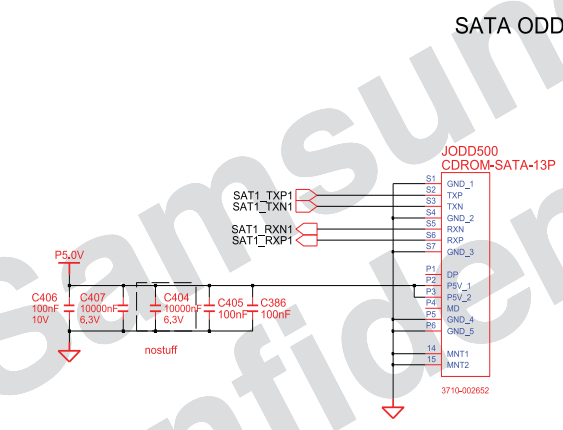 SATA ODD
JODD500
CDROM-SATA-13P
S1 GND_1
SAT1_TXP1 S2 TXP
SAT1_TXN1 S3 TXN
S4 GND_2
SAT1_RXN1 S5 RXN
SAT1_RXP1 S6 RXP
S7 GND_3
P5.0V
P1 DP
P2 P5V_1
P3 P5V_2
P4 MD
P5 GND_4
P6 GND_5
C406 C407 C404 C405 C386
100nF 10000nF 10000nF 100nF 100nF
10V 6.3V 6.3V
nostuff
14 MNT1
15 MNT2
3710-002652
Samsun
nfiden